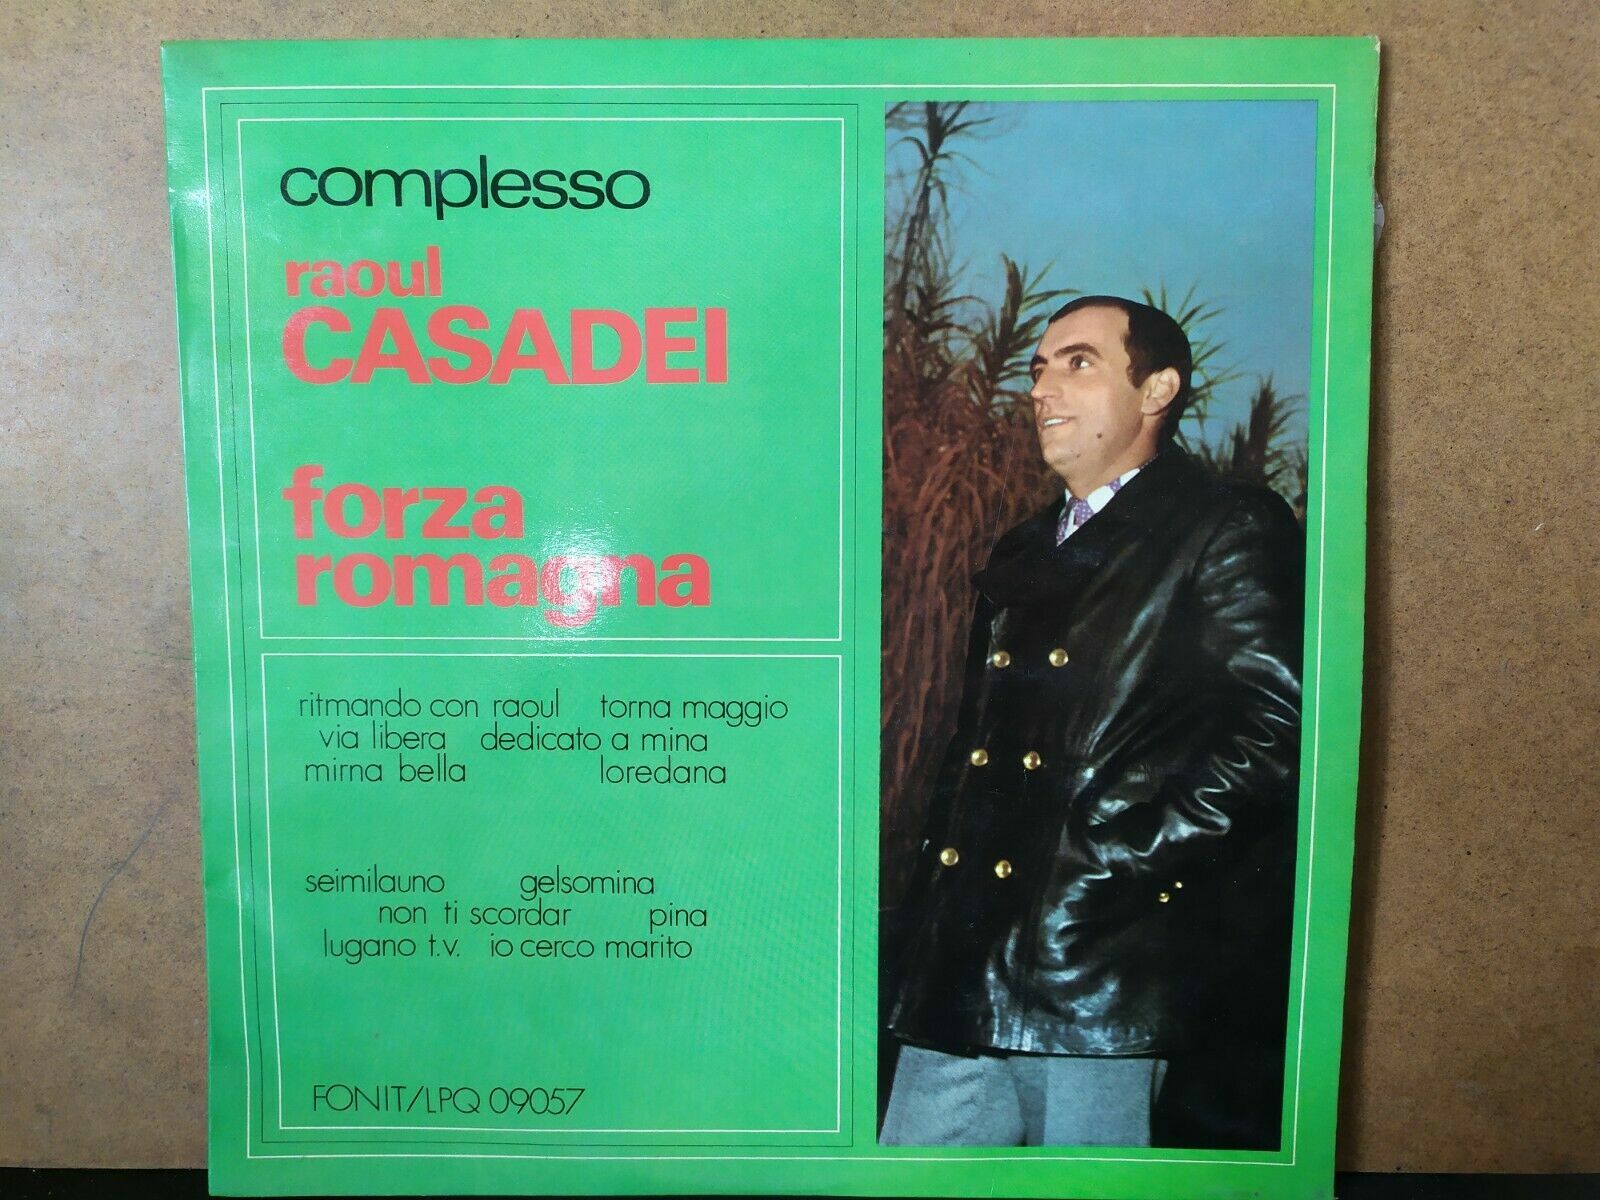 complesso
raoul
CASADEI
forza
romagna
ritmando con raoul torna maggio
via libera dedicato a mina
mirna bella loredana
seimilauno gelsomina
non ti scordar pina
lugano t.v. io cerco marito
FONIT/LPQ 09057